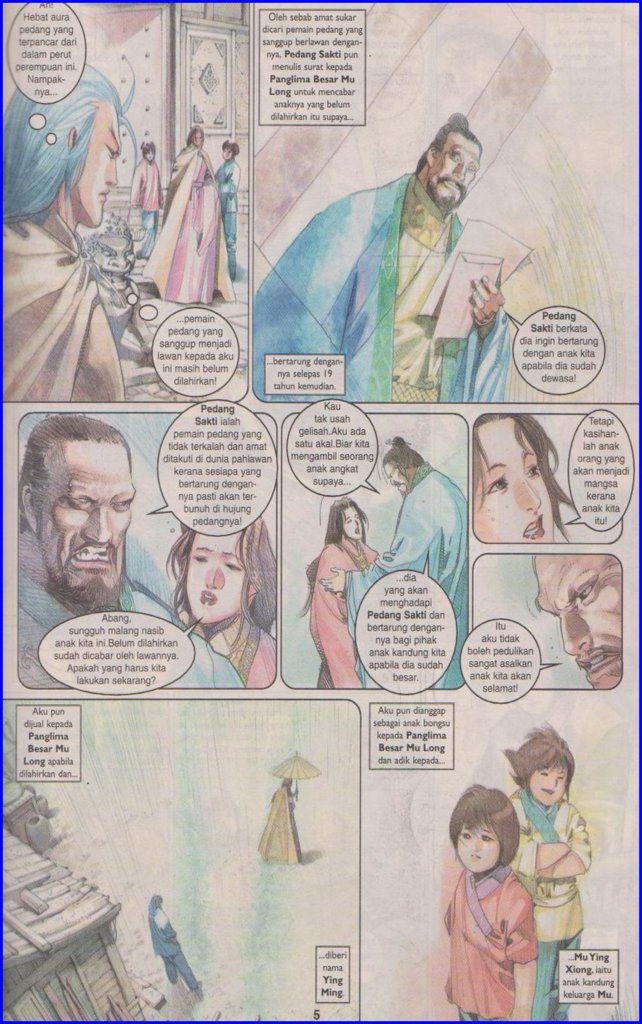 Ah!
Hebat aura
pedang yang
terpancar dari
dalam perut
perempuan ini.
Nampak-
nya...
...pemain
pedang yang
sanggup menjadi
lawan kepada aku
ini masih belum
dilahirkan!
Oleh sebab amat sukar
dicari pemain pedang yang
sanggup berlawan dengan-
nya, Pedang Sakti pun
menulis surat kepada
Panglima Besar Mu
Long untuk mencabar
anaknya yang belum
dilahirkan itu supaya...
...bertarung dengan-
nya selepas 19
tahun kemudian.
Pedang
Sakti berkata
dia ingin bertarung
dengan anak kita
apabila dia sudah
dewasa!
Pedang
Sakti ialah
pemain pedang yang
tidak terkalah dan amat
ditakuti di dunia pahlawan
kerana sesiapa yang
bertarung dengan-
nya pasti akan ter-
bunuh di hujung
pedangnya!
Abang,
sungguh malang nasib
anak kita ini.Belum dilahirkan
sudah dicabar oleh lawannya.
Apakah yang harus kita
lakukan sekarang?
Kau
tak usah
gelisah.Aku ada
satu akal.Biar kita
mengambil seorang
anak angkat
supaya...
...dia
yang akan
menghadapi
Pedang Sakti dan
bertarung dengan-
nya bagi pihak
anak kandung kita
apabila dia sudah
besar.
Tetapi
kasihan-
lah anak
orang yang
akan menjadi
mangsa
kerana
anak kita
itu!
Itu
aku tidak
boleh pedulikan
sangat asalkan
anak kita akan
selamat!
Aku pun
dijual kepada
Panglima
Besar Mu
Long apabila
dilahirkan dan...
...diberi
nama
Ying
Ming.
Aku pun dianggap
sebagai anak bongsu
kepada Panglima
Besar Mu Long
dan adik kepada...
...Mu Ying
Xiong, iaitu
anak kandung
keluarga Mu.
5